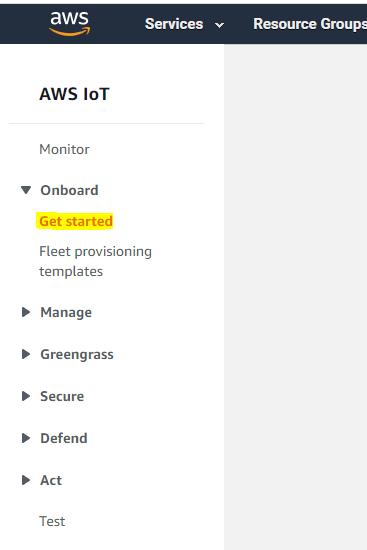 aws Services Resource Groups
AWS IoT
Monitor
Onboard
Get started
Fleet provisioning
templates
Manage
Greengrass
Secure
Defend
Act
Test